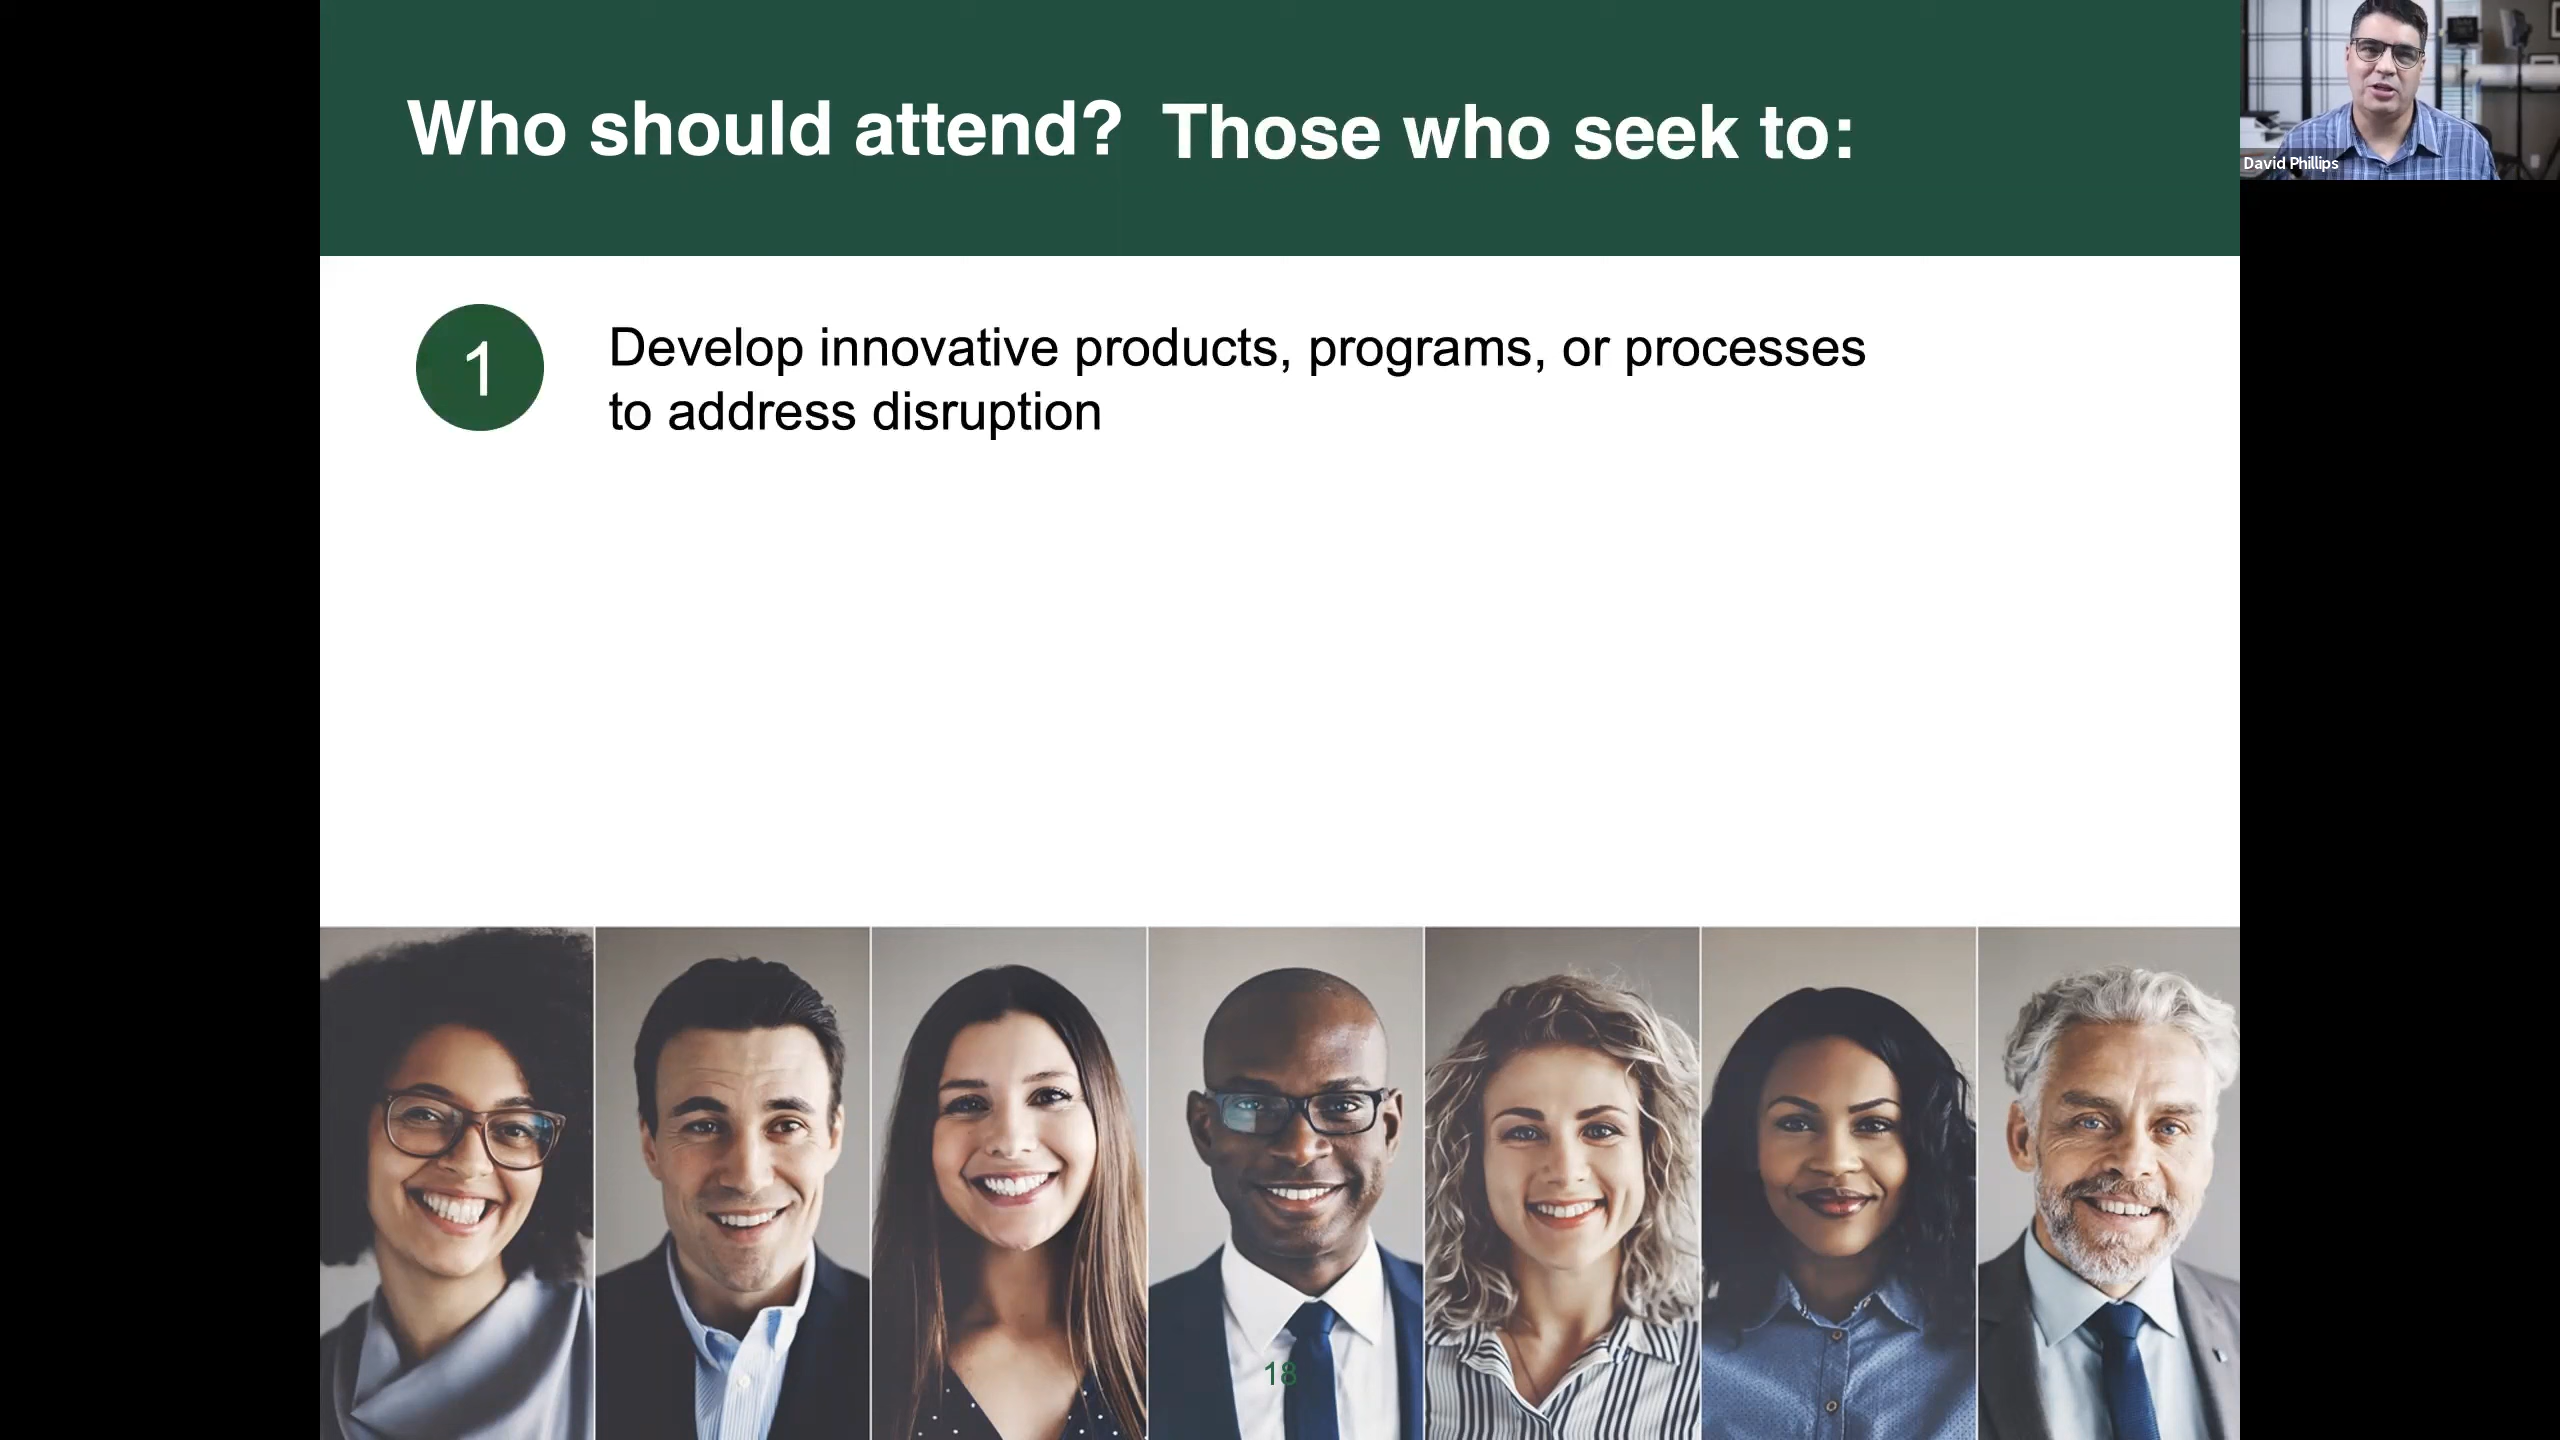 Who should attend? Those who seek to:
David Phillips
1
Develop innovative products, programs, or processes
to address disruption
18